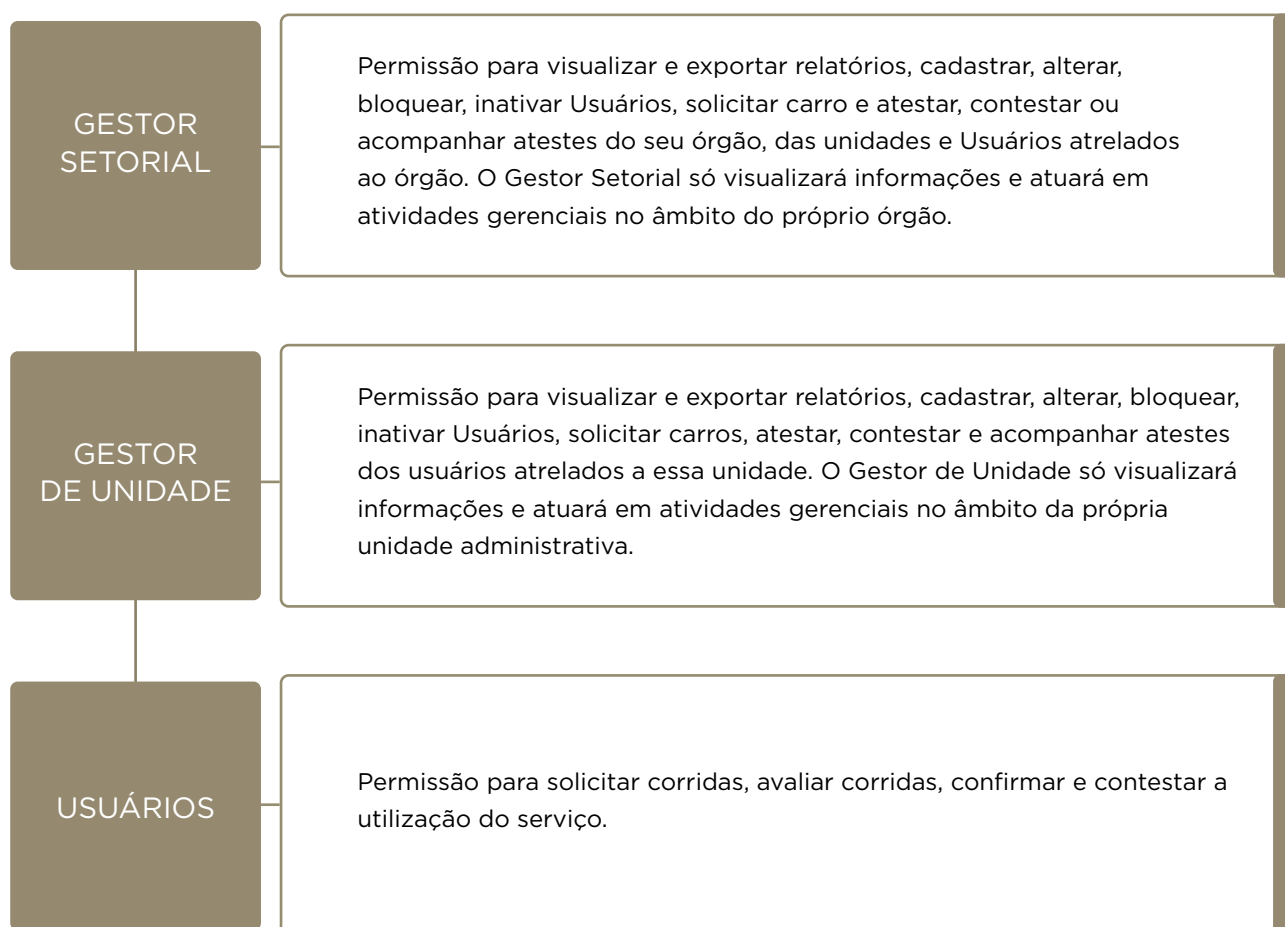 GESTOR
SETORIAL
Permissão para visualizar e exportar relatórios, cadastrar, alterar,
bloquear, inativar Usuários, solicitar carro e atestar, contestar ou
acompanhar atestes do seu órgão, das unidades e Usuários atrelados
ao órgão. O Gestor Setorial só visualizará informações e atuará em
atividades gerenciais no âmbito do próprio órgão.
GESTOR
DE UNIDADE
Permissão para visualizar e exportar relatórios, cadastrar, alterar, bloquear,
inativar Usuários, solicitar carros, atestar, contestar e acompanhar atestes
dos usuários atrelados a essa unidade. O Gestor de Unidade só visualizará
informações e atuará em atividades gerenciais no âmbito da própria
unidade administrativa.
USUÁRIOS
Permissão para solicitar corridas, avaliar corridas, confirmar e contestar a
utilização do serviço.